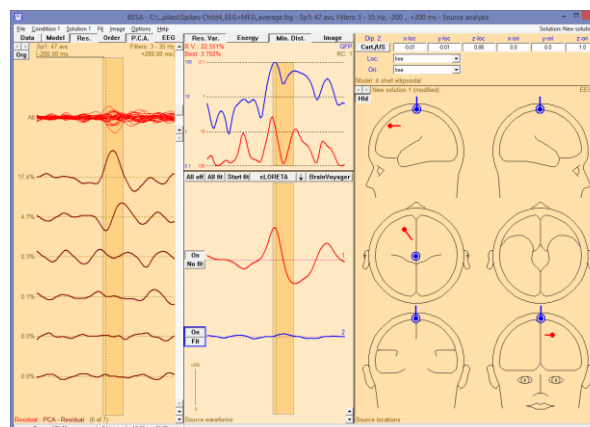 BESA - C:\...piken\Spikes-Child4_EEG+MEG_average.fsg - Sp1: 47 avs, Filters: 3 - 35 Hz, -200 ... +200 ms - Source analysis
File Condition ! Solution ! Fit Image Options Help
Solution: New solution
Data Model Res. Order P.C.A. EEG
Org
Sp1: 47 avs
Filters: 3 - 35 Hz
-200.00 ms
+200.00 ms
All
17.6%
4.7%
0.3%
0.1%
0.0%
0.0%
Residual PCA - Residual (6 of 7)
Res. Var. Energy Min. Dist. Image
R.V.: 22.551%
GFP
Best: 3.702%
RC: 1
100
10
1
0.1
All off All fit Start fit sLORETA BrainVoyager
On
No fit
1
On
Fit
2
Source waveforms
Dip. 2 x-loc y-loc z-loc x-ori y-ori z-ori
Cart./US -0.01 0.01 0.88 0.0 0.0 1.0
Loc: free
Ori: free
Model: 4 shell ellipsoidal
New solution 1 (modified)
EEG
Hld
Source locations